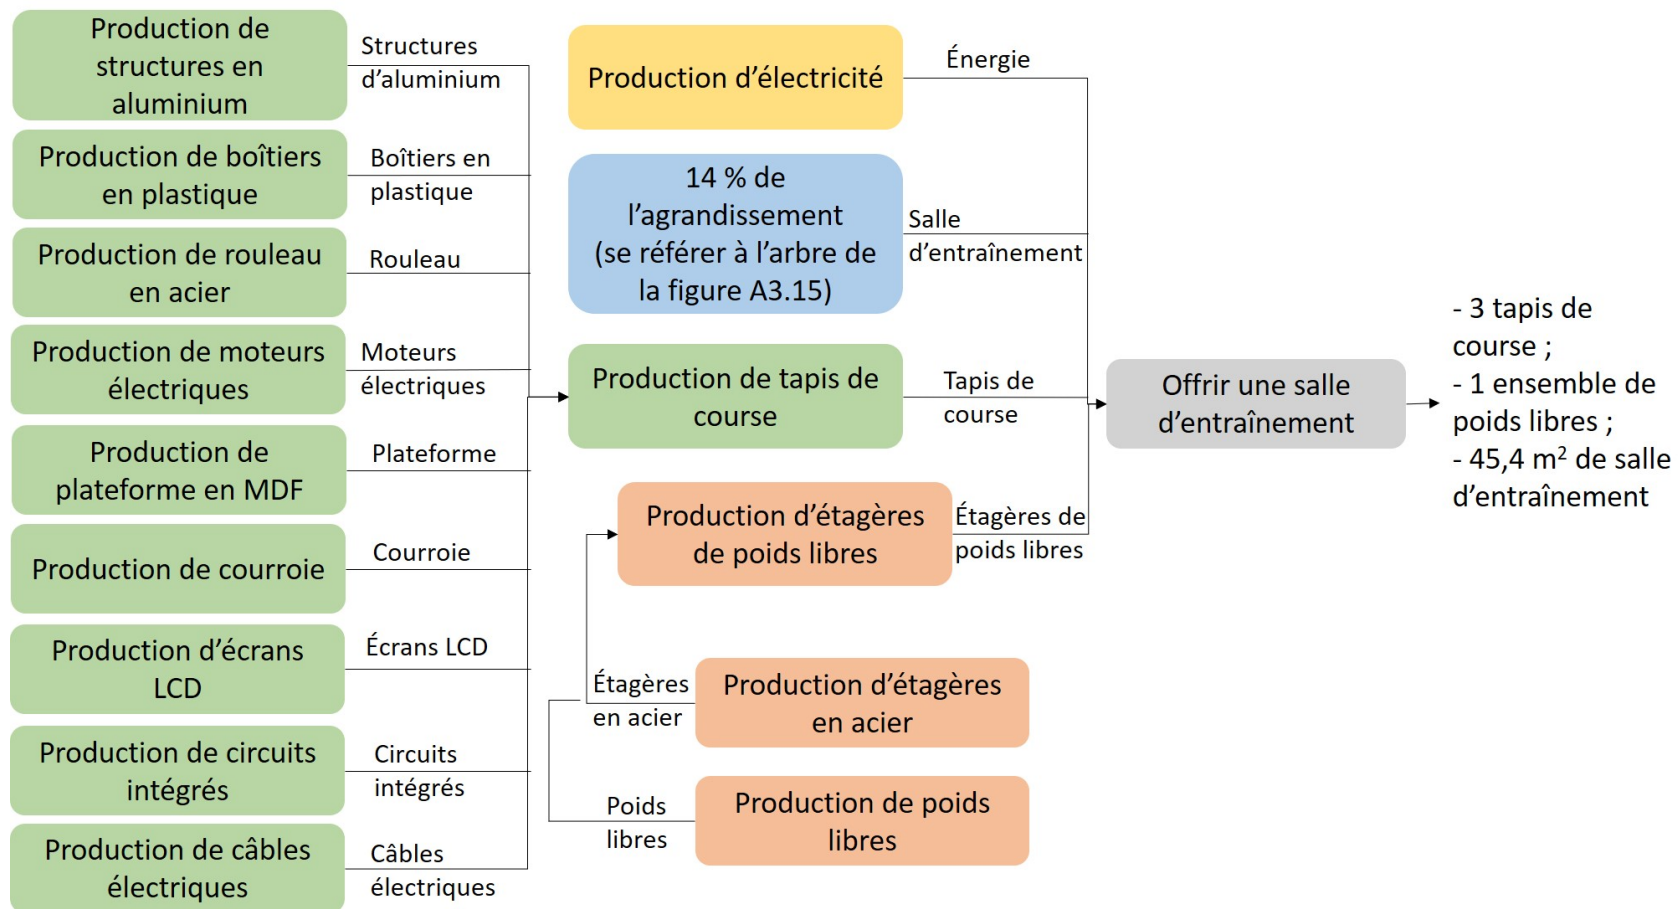 Production de
structures en
aluminium
Structures
d’aluminium
Production de boîtiers
en plastique
Boîtiers en
plastique
Production de rouleau
en acier
Rouleau
Production de moteurs
électriques
Moteurs
électriques
Production de
plateforme en MDF
Plateforme
Production de courroie
Courroie
Production d’écrans
LCD
Écrans LCD
Production de circuits
intégrés
Circuits
intégrés
Production de câbles
électriques
Câbles
électriques
Production d’électricité
Énergie
14 % de
l’agrandissement
(se référer à l’arbre de
la figure A3.15)
Salle
d’entraînement
Production de tapis de
course
Tapis de
course
Production d’étagères
de poids libres
Étagères de
poids libres
Étagères
en acier
Production d’étagères
en acier
Poids
libres
Production de poids
libres
Offrir une salle
d’entraînement
- 3 tapis de
course ;
- 1 ensemble de
poids libres ;
- 45,4 m² de salle
d’entraînement